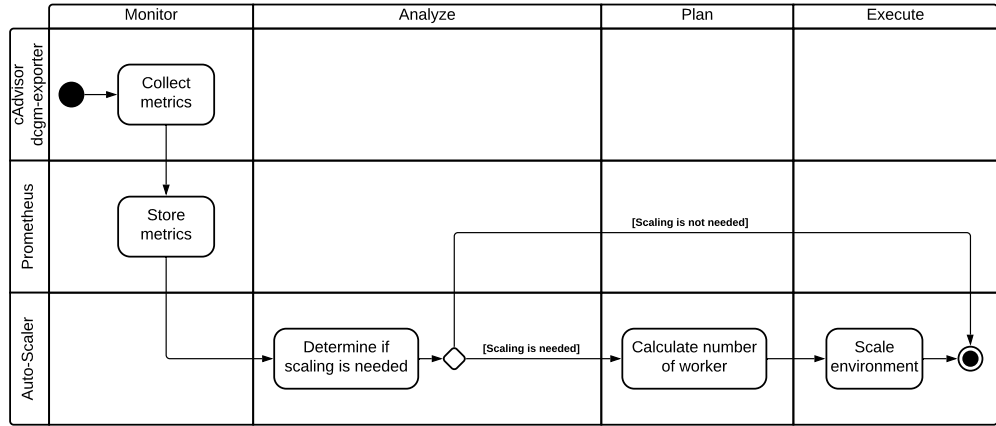 Monitor
Analyze
Plan
Execute
cAdvisor
dcgm-exporter
Collect
metrics
Prometheus
Store
metrics
[Scaling is not needed]
Auto-Scaler
Determine if
scaling is needed
[Scaling is needed]
Calculate number
of worker
Scale
environment